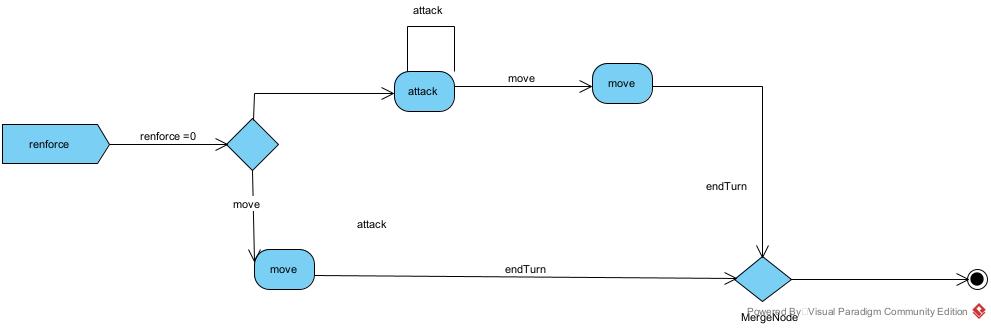 attack
attack
move
move
renforce
renforce =0
endTurn
move
attack
move
endTurn
MergeNode
Powered By Visual Paradigm Community Edition